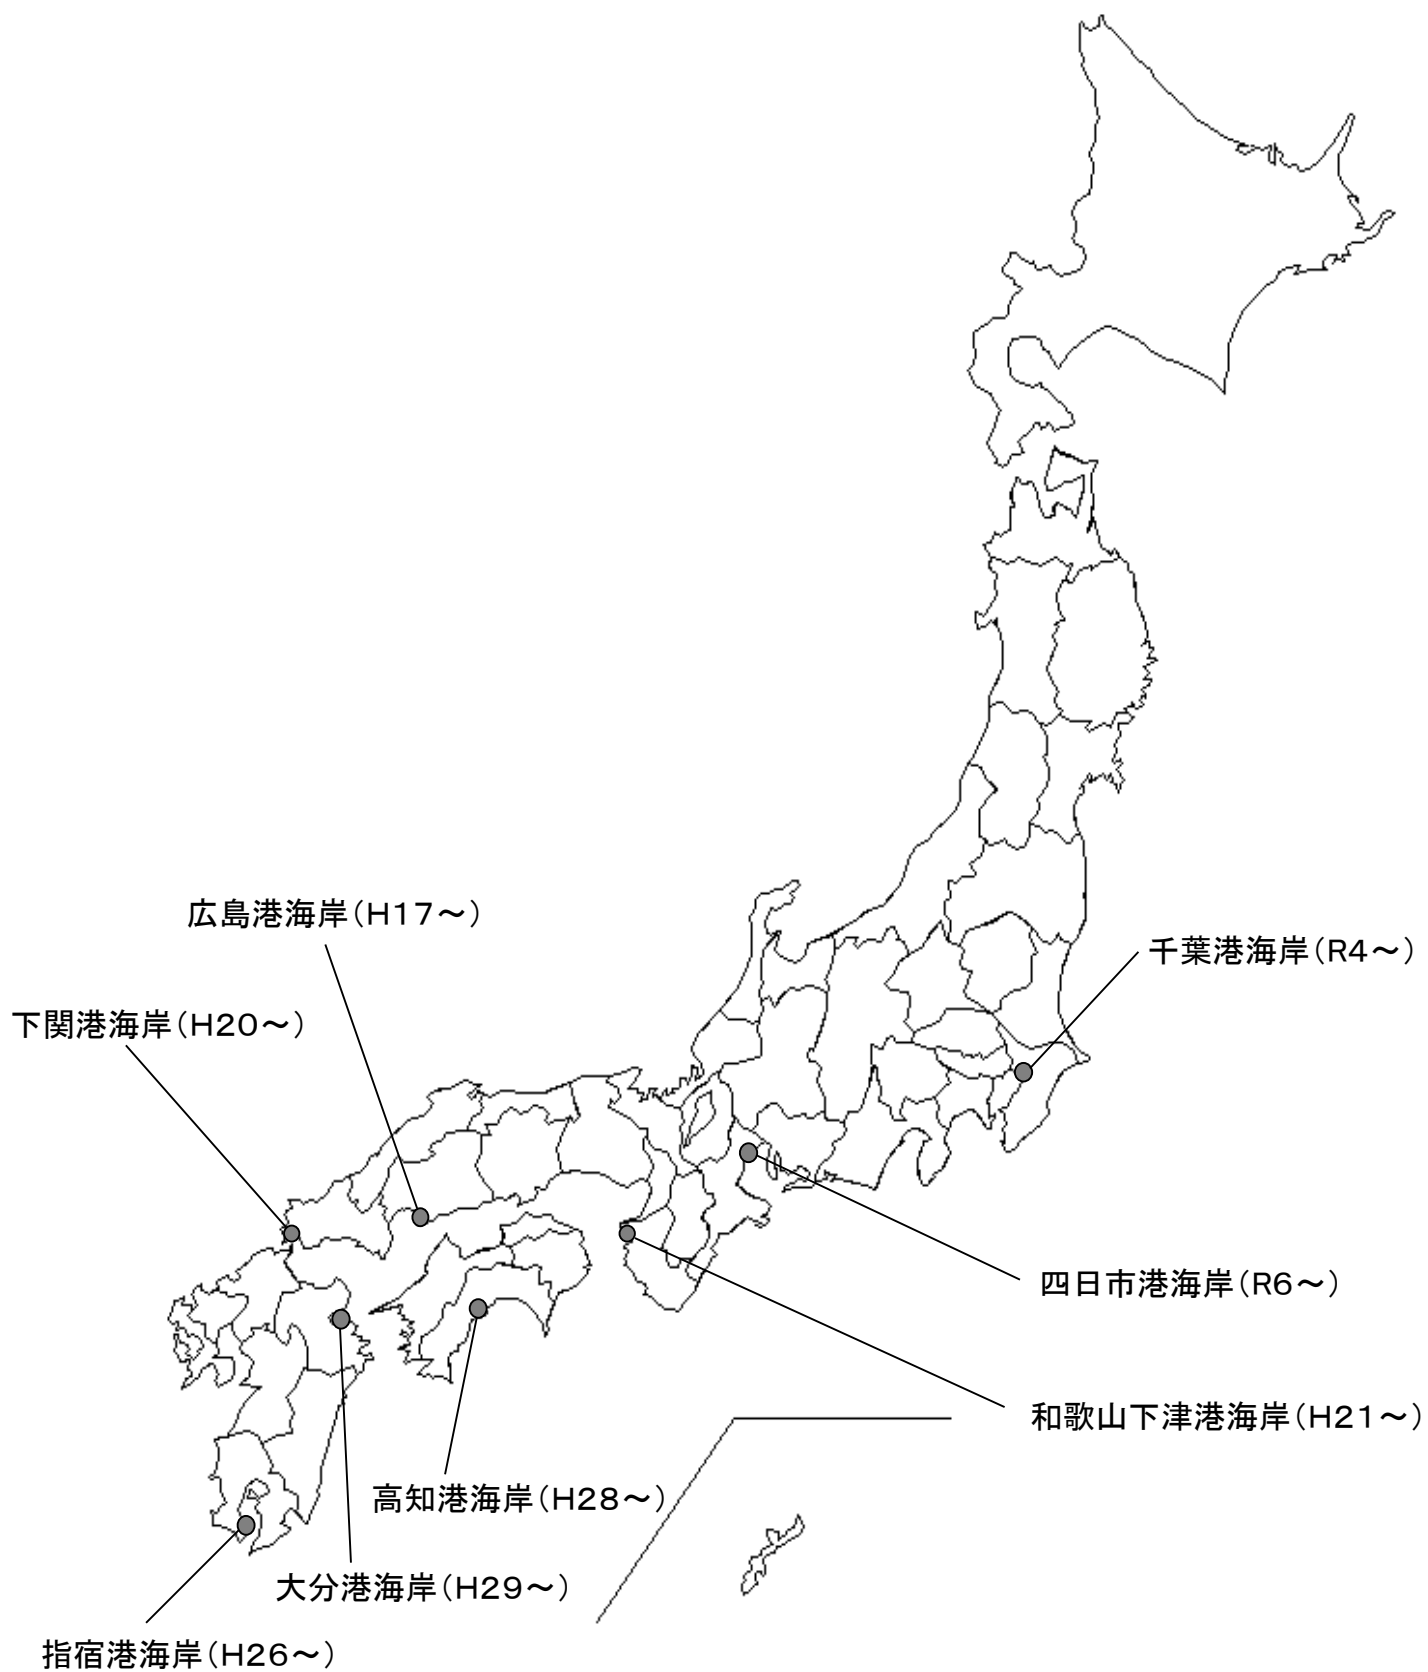 広島港海岸（H17～）
千葉港海岸（R4～）
下関港海岸（H20～）
四日市港海岸（R6～）
和歌山下津港海岸（H21～）
高知港海岸（H28～）
大分港海岸（H29～）
指宿港海岸（H26～）